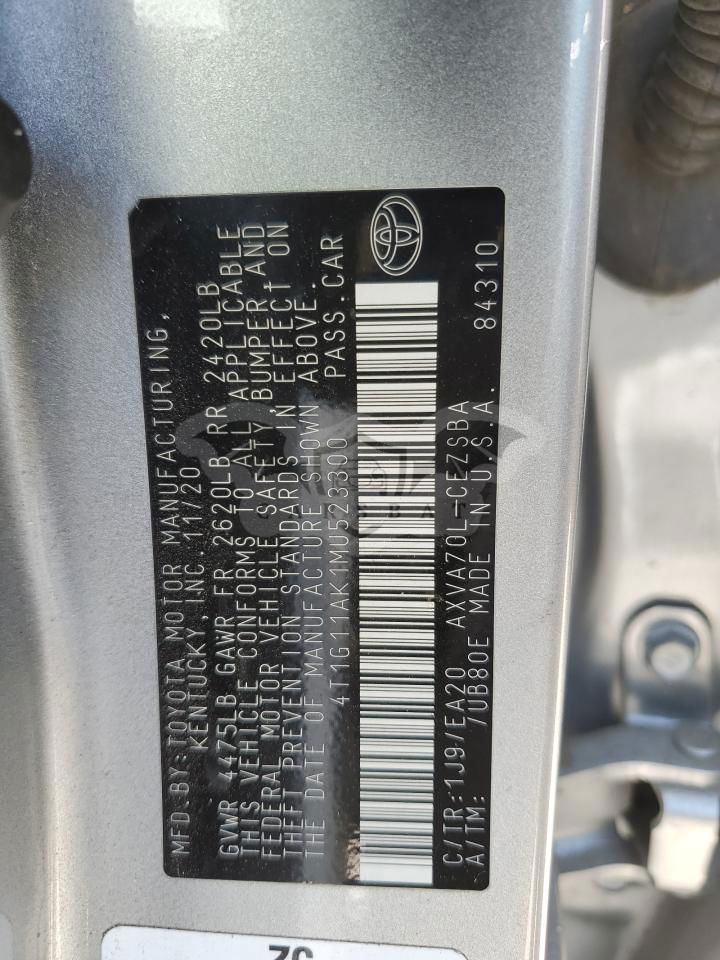 MFD.BY:TOYOTA MOTOR MANUFACTURING,
KENTUCKY,INC. 11/20
GVWR 4475LB GAWR FR 2620LB RR 2420LB
THIS VEHICLE CONFORMS TO ALL APPLICABLE
FEDERAL MOTOR VEHICLE SAFETY,BUMPER,AND
THEFT PREVENTION STANDARDS IN EFFECT ON
THE DATE OF MANUFACTURE SHOWN ABOVE.
4T1G11AK1MU523300 PASS.CAR
C/TR:1J9/EA20 AXVA70L-CEZSBA
A/TM: /UB80E MADE IN U.S.A. 84310